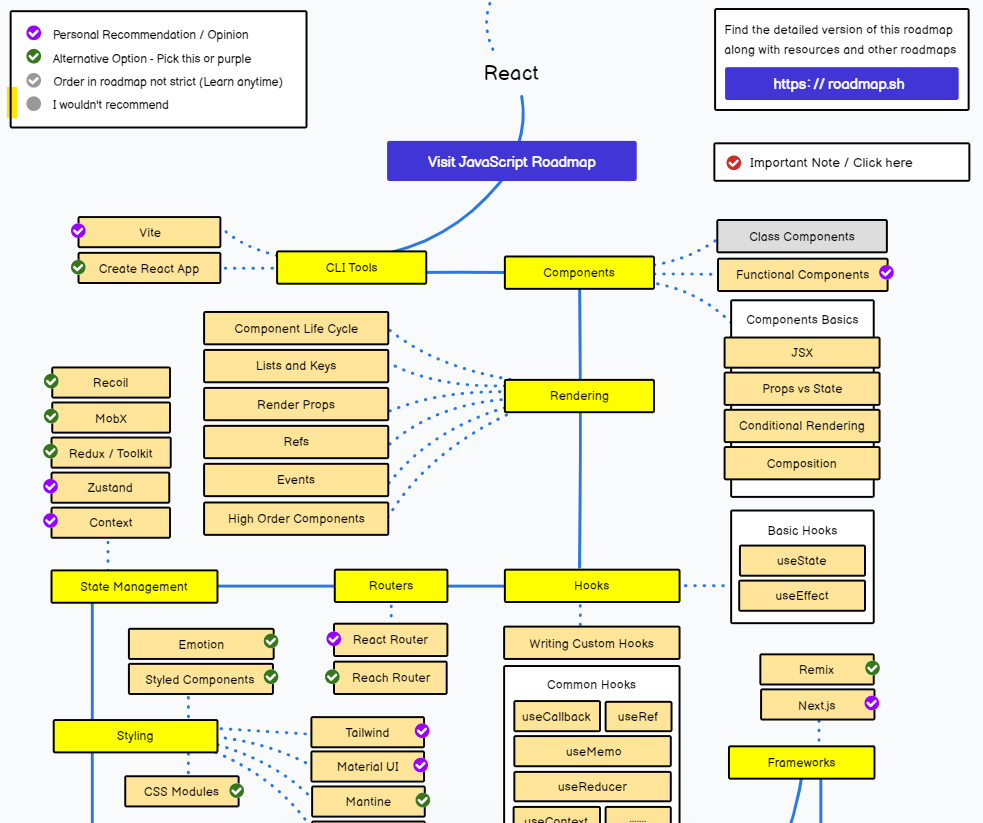 Personal Recommendation / Opinion
Alternative Option - Pick this or purple
Order in roadmap not strict (Learn anytime)
I wouldn't recommend
React
Find the detailed version of this roadmap
along with resources and other roadmaps
https: // roadmap.sh
Visit JavaScript Roadmap
Important Note / Click here
Vite
Create React App
CLI Tools
Components
Class Components
Functional Components
Components Basics
JSX
Props vs State
Conditional Rendering
Composition
Component Life Cycle
Lists and Keys
Render Props
Refs
Events
High Order Components
Rendering
Recoil
MobX
Redux / Toolkit
Zustand
Context
Basic Hooks
useState
useEffect
State Management
Routers
Hooks
Emotion
Styled Components
React Router
Reach Router
Writing Custom Hooks
Common Hooks
useCallback
useRef
useMemo
useReducer
useContext
.......
Remix
Next.js
Frameworks
Styling
Tailwind
Material UI
Mantine
CSS Modules